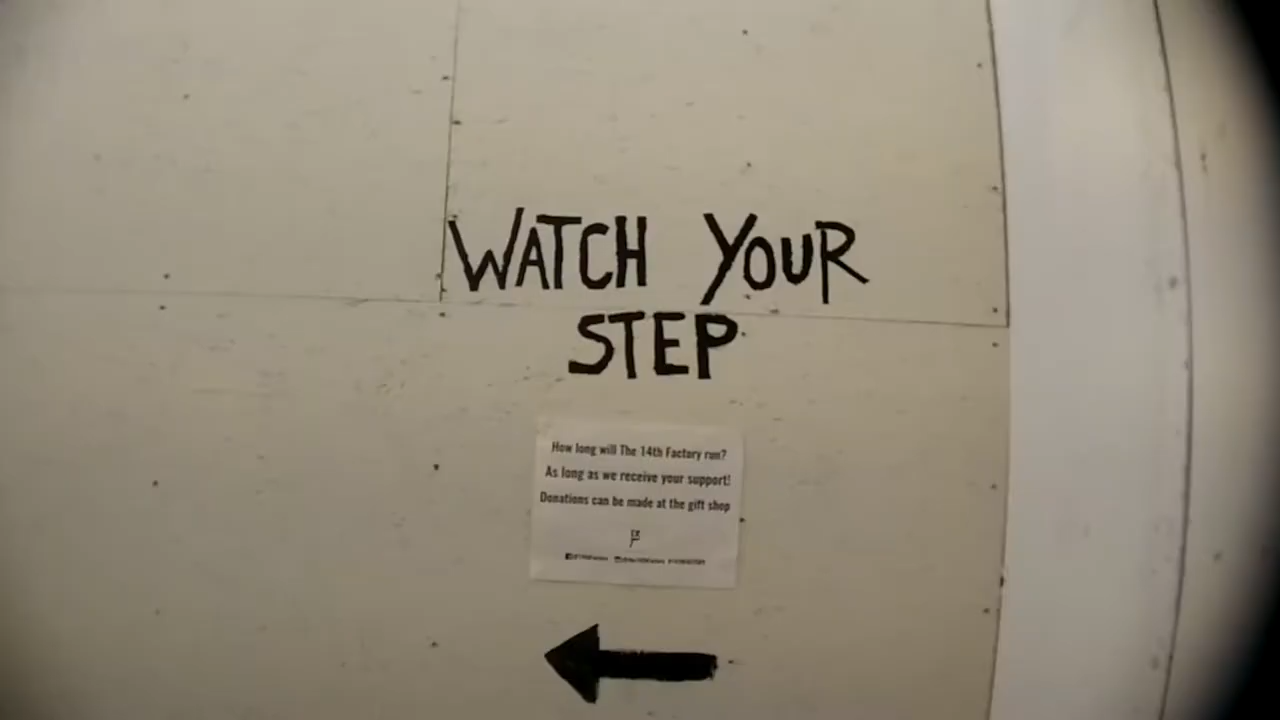 WATCH YOUR
STEP
How long will The 14th Factory run?
As long as we receive your support!
Donations can be made at the gift shop